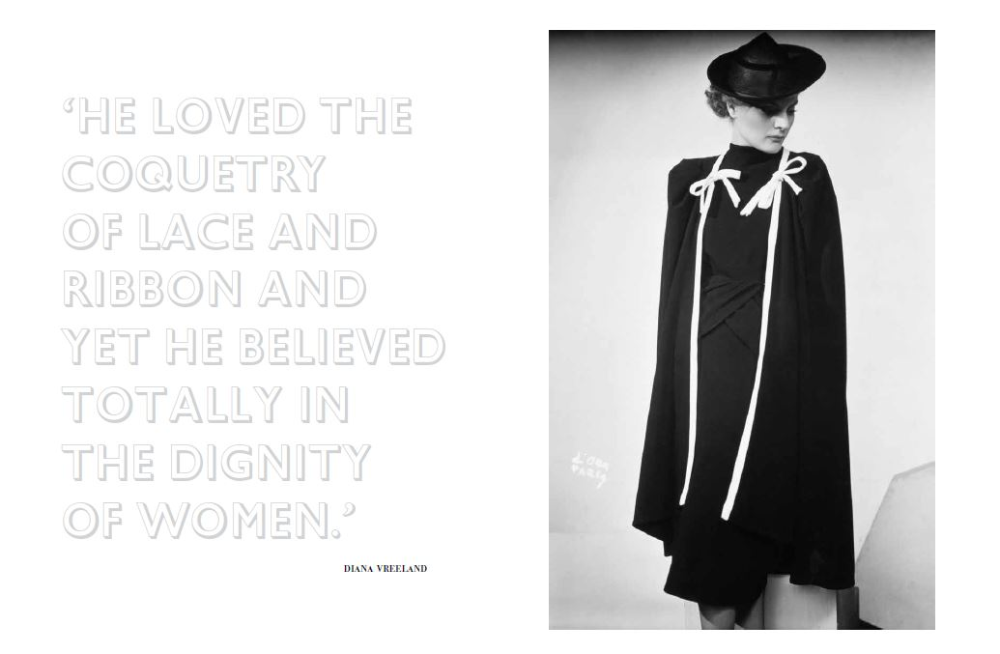 ‘HE LOVED THE
COQUETRY
OF LACE AND
RIBBON AND
YET HE BELIEVED
TOTALLY IN
THE DIGNITY
OF WOMEN.’
DIANA VREELAND
PARIS